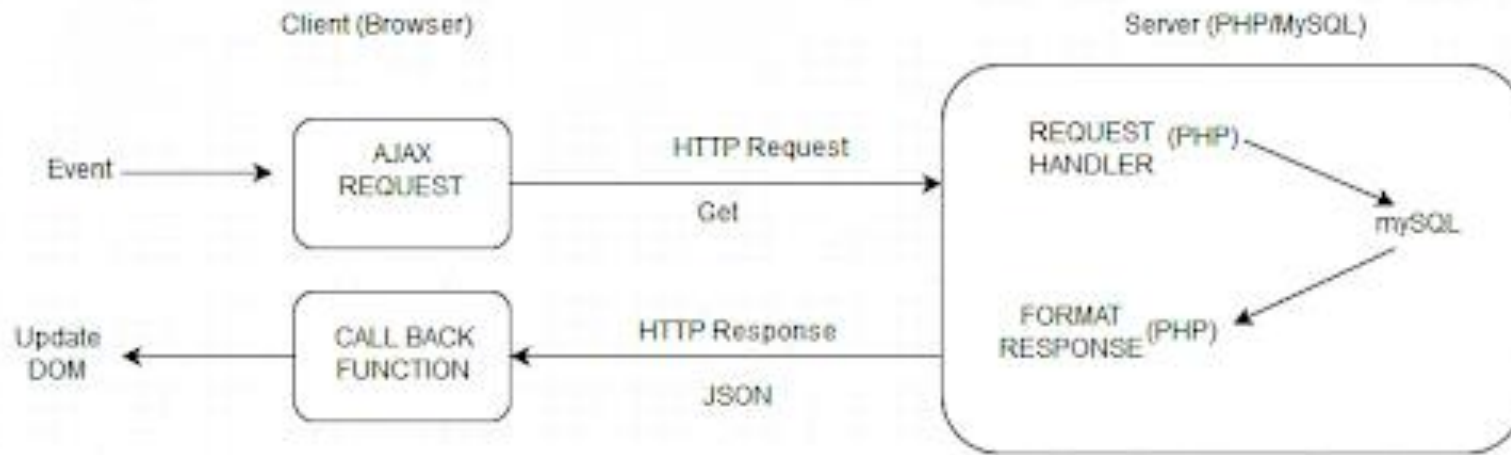 Client (Browser)
Server (PHP/MySQL)
Event
AJAX
REQUEST
HTTP Request
Get
REQUEST (PHP)
HANDLER
mySQL
FORMAT
RESPONSE (PHP)
HTTP Response
JSON
CALL BACK
FUNCTION
Update
DOM